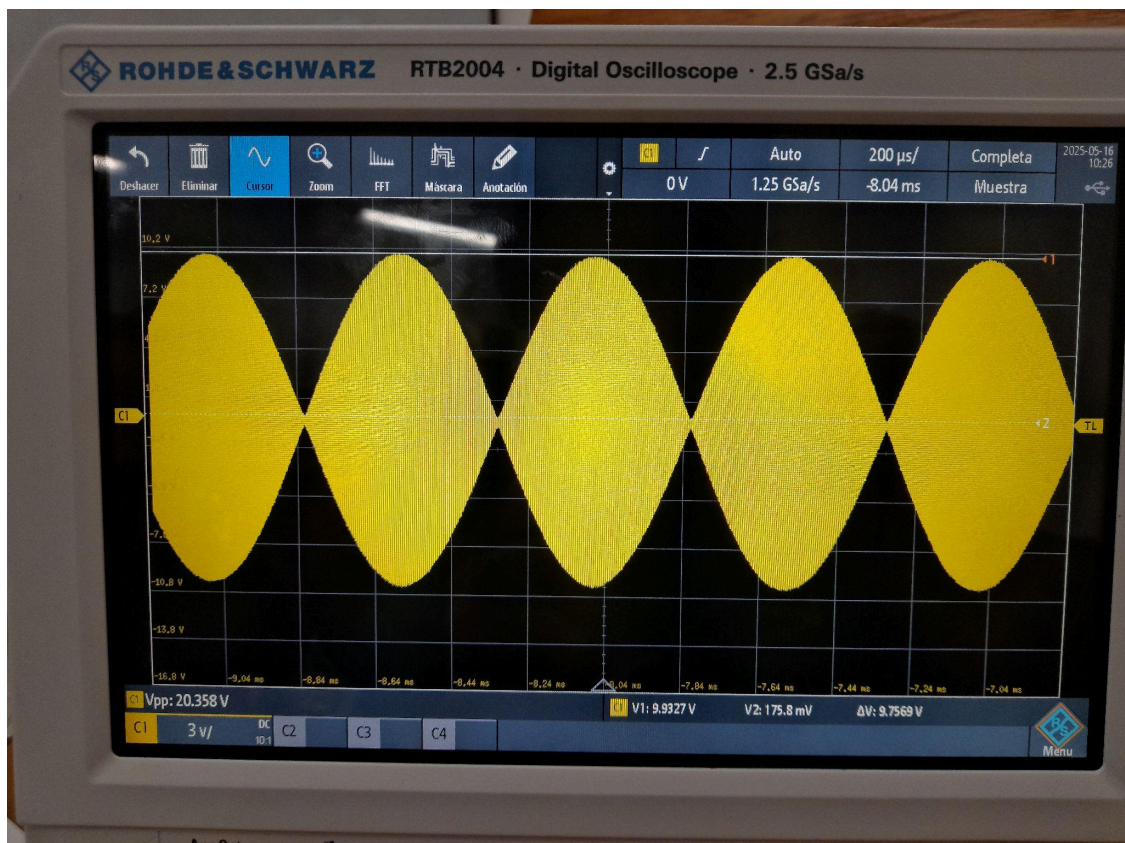 ROHDE & SCHWARZ RTB2004 · Digital Oscilloscope · 2.5 GSa/s
Deshacer Eliminar Cursor Zoom FFT Máscara Anotación
C1 Auto 200 µs/ Completa
0 V 1.25 GSa/s -8.04 ms Muestra
2025-05-16
10:26
10,2 V
1
7.2 V
C1
2
TL
-10,8 V
-13,8 V
-16.8 V -9,04 ms -8,84 ms -8,64 ms -8,44 ms -8,24 ms -8,04 ms -7,84 ms -7,64 ms -7,44 ms -7,24 ms -7,04 ms
C1 Vpp: 20.358 V C1 V1: 9.9327 V V2: 175.8 mV ΔV: 9.7569 V
C1 3 V/ DC 10:1 C2 C3 C4
Menu